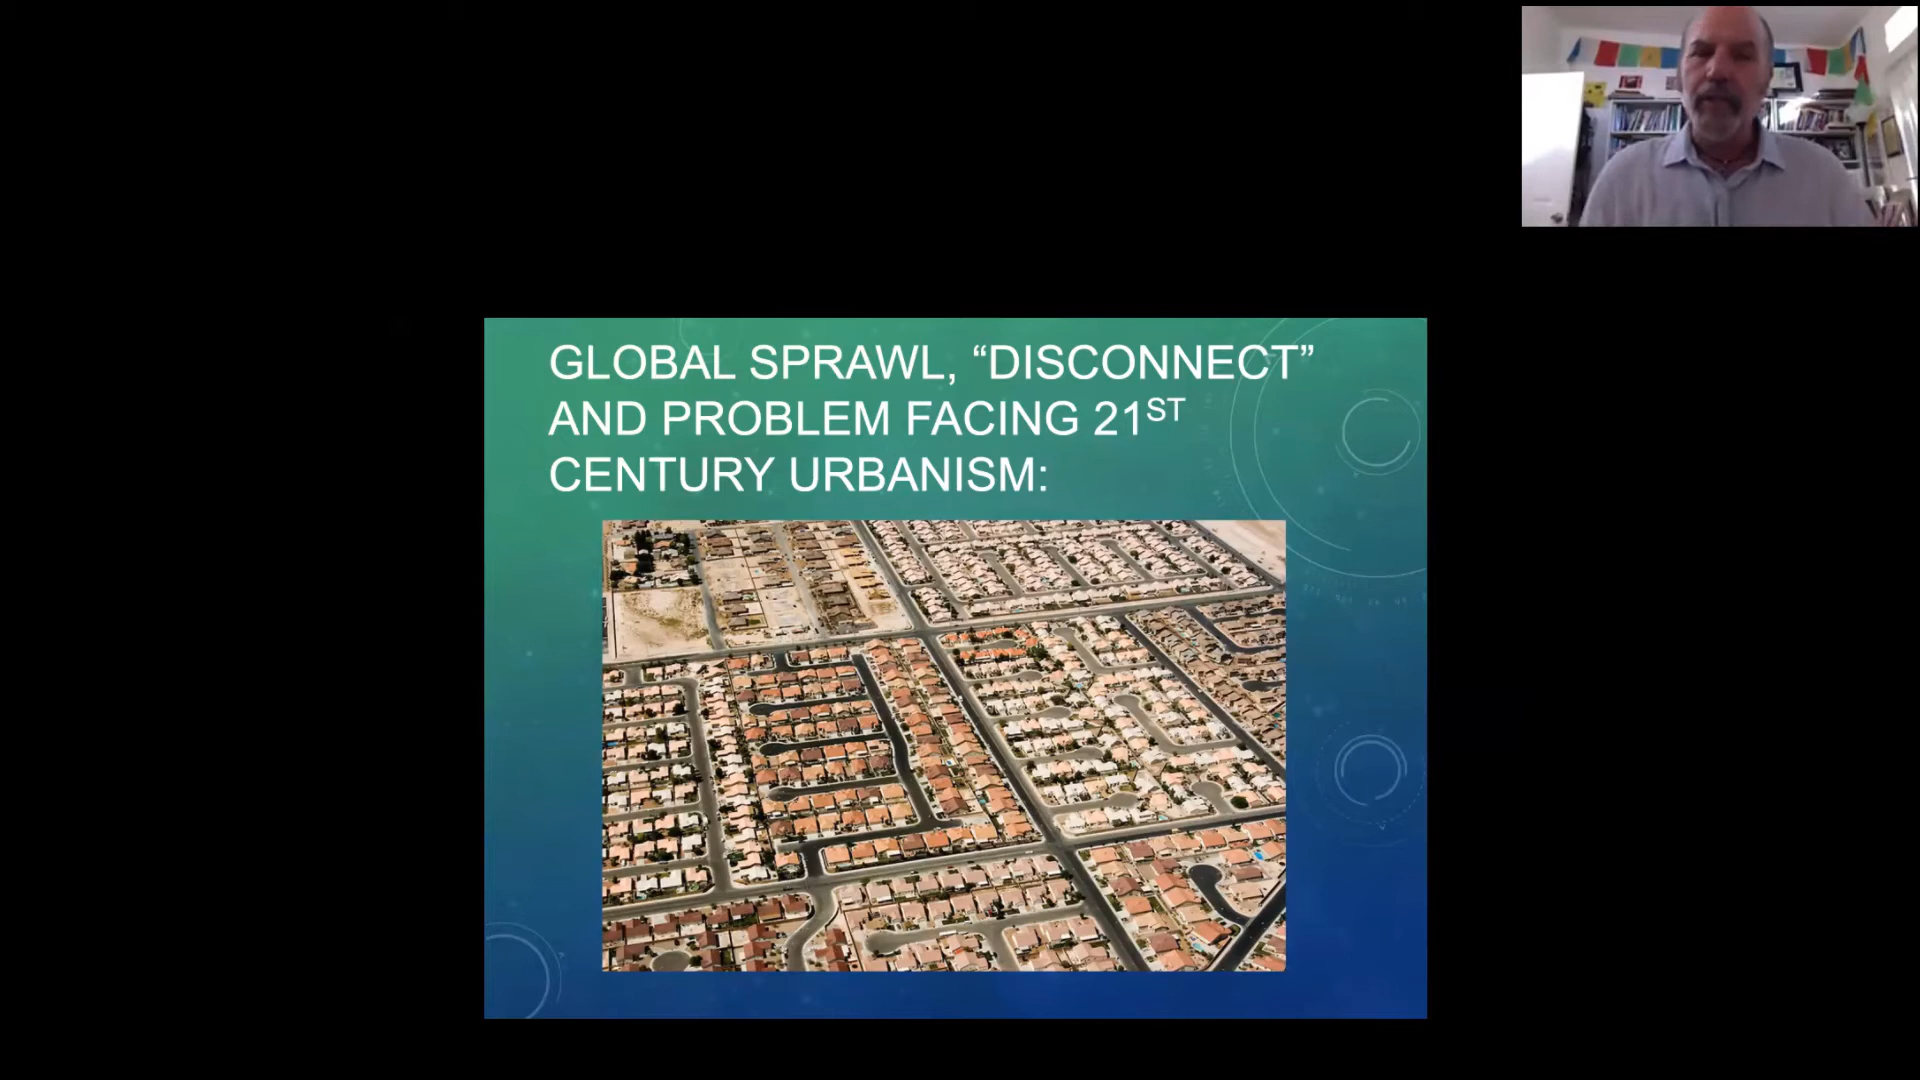 GLOBAL SPRAWL, “DISCONNECT”
AND PROBLEM FACING 21ST
CENTURY URBANISM: